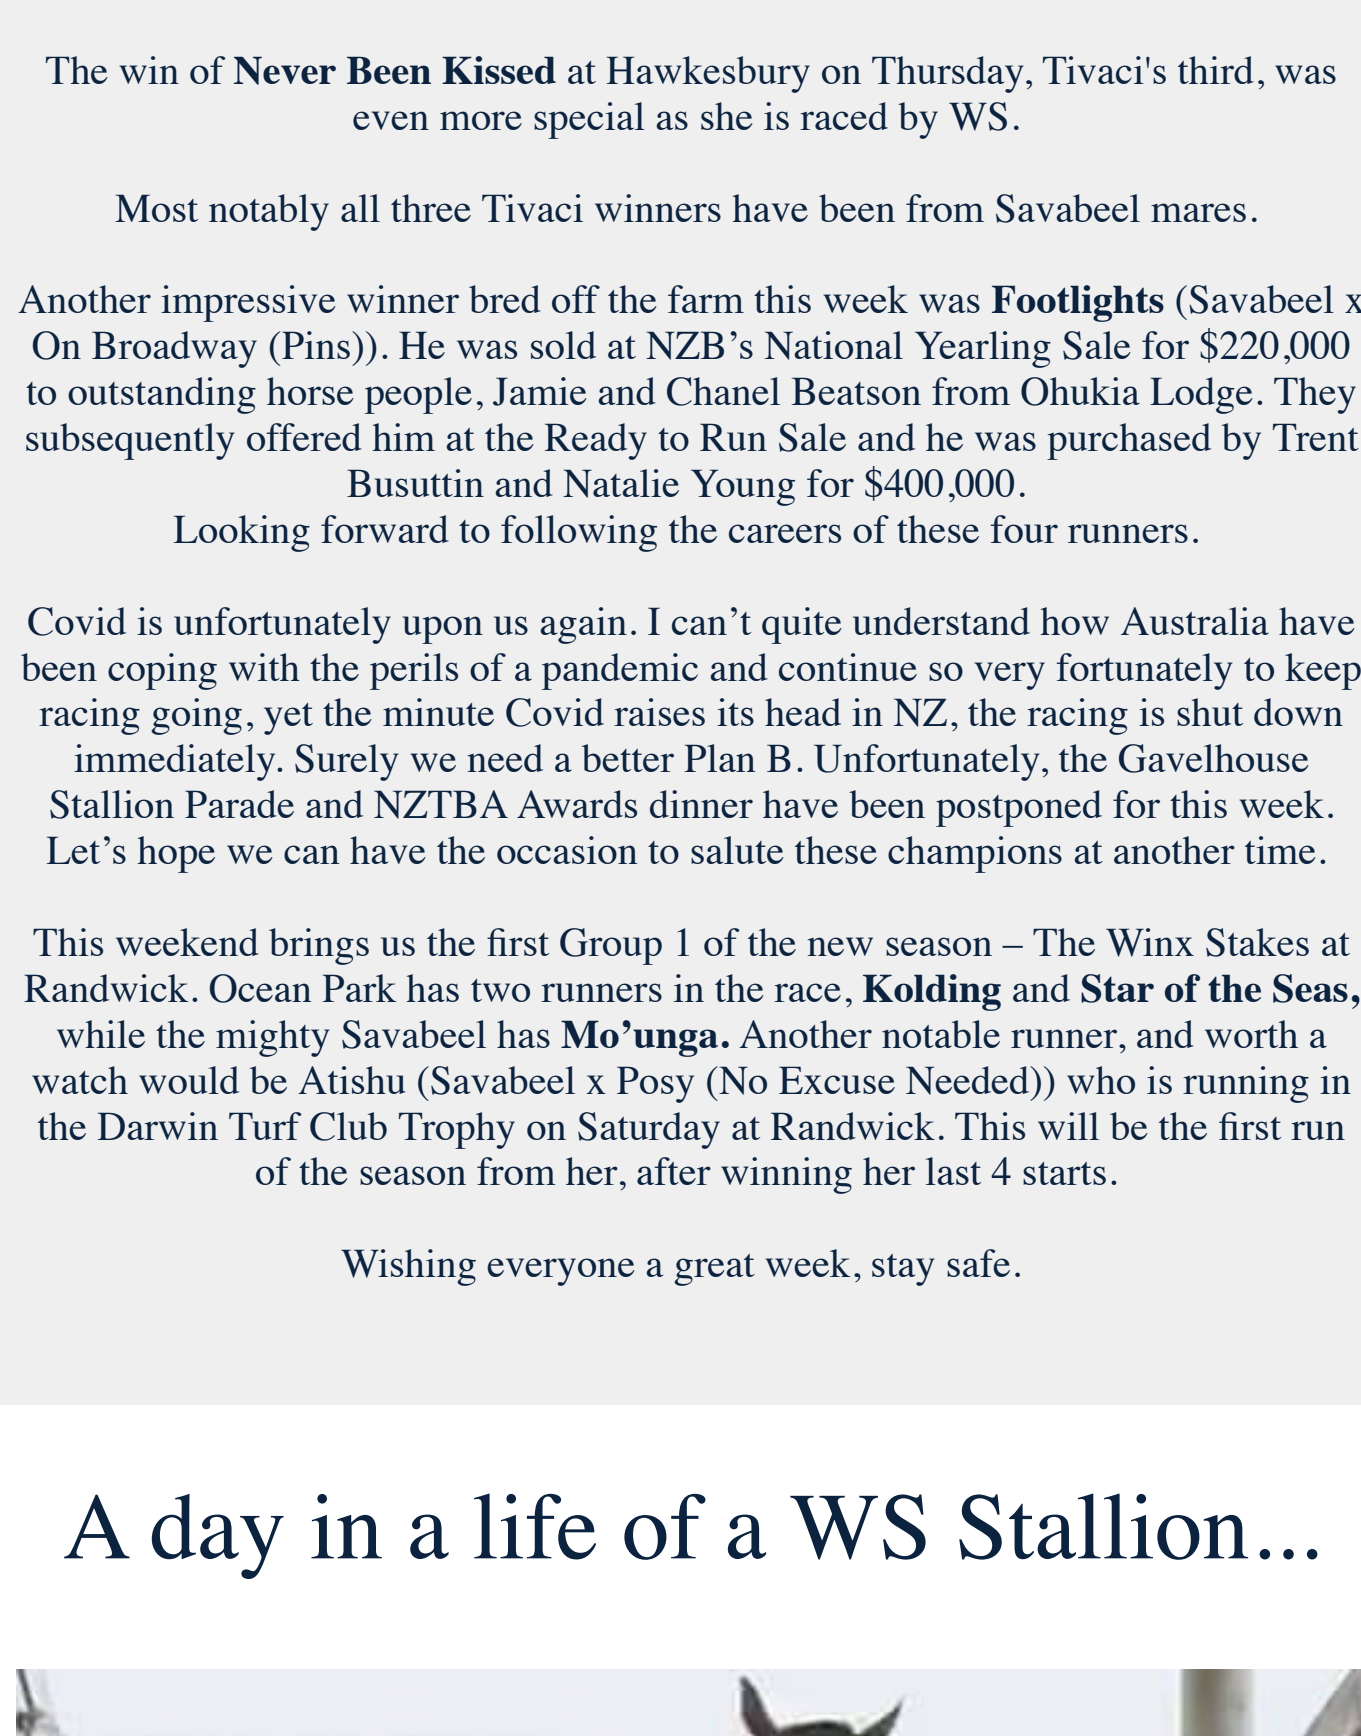 The win of Never Been Kissed at Hawkesbury on Thursday, Tivaci's third, was
even more special as she is raced by WS.
Most notably all three Tivaci winners have been from Savabeel mares.
Another impressive winner bred off the farm this week was Footlights (Savabeel x
On Broadway (Pins)). He was sold at NZB’s National Yearling Sale for $220,000
to outstanding horse people, Jamie and Chanel Beatson from Ohukia Lodge. They
subsequently offered him at the Ready to Run Sale and he was purchased by Trent
Busuttin and Natalie Young for $400,000.
Looking forward to following the careers of these four runners.
Covid is unfortunately upon us again. I can’t quite understand how Australia have
been coping with the perils of a pandemic and continue so very fortunately to keep
racing going, yet the minute Covid raises its head in NZ, the racing is shut down
immediately. Surely we need a better Plan B. Unfortunately, the Gavelhouse
Stallion Parade and NZTBA Awards dinner have been postponed for this week.
Let’s hope we can have the occasion to salute these champions at another time.
This weekend brings us the first Group 1 of the new season – The Winx Stakes at
Randwick. Ocean Park has two runners in the race, Kolding and Star of the Seas,
while the mighty Savabeel has Mo’unga. Another notable runner, and worth a
watch would be Atishu (Savabeel x Posy (No Excuse Needed)) who is running in
the Darwin Turf Club Trophy on Saturday at Randwick. This will be the first run
of the season from her, after winning her last 4 starts.
Wishing everyone a great week, stay safe.
A day in a life of a WS Stallion...